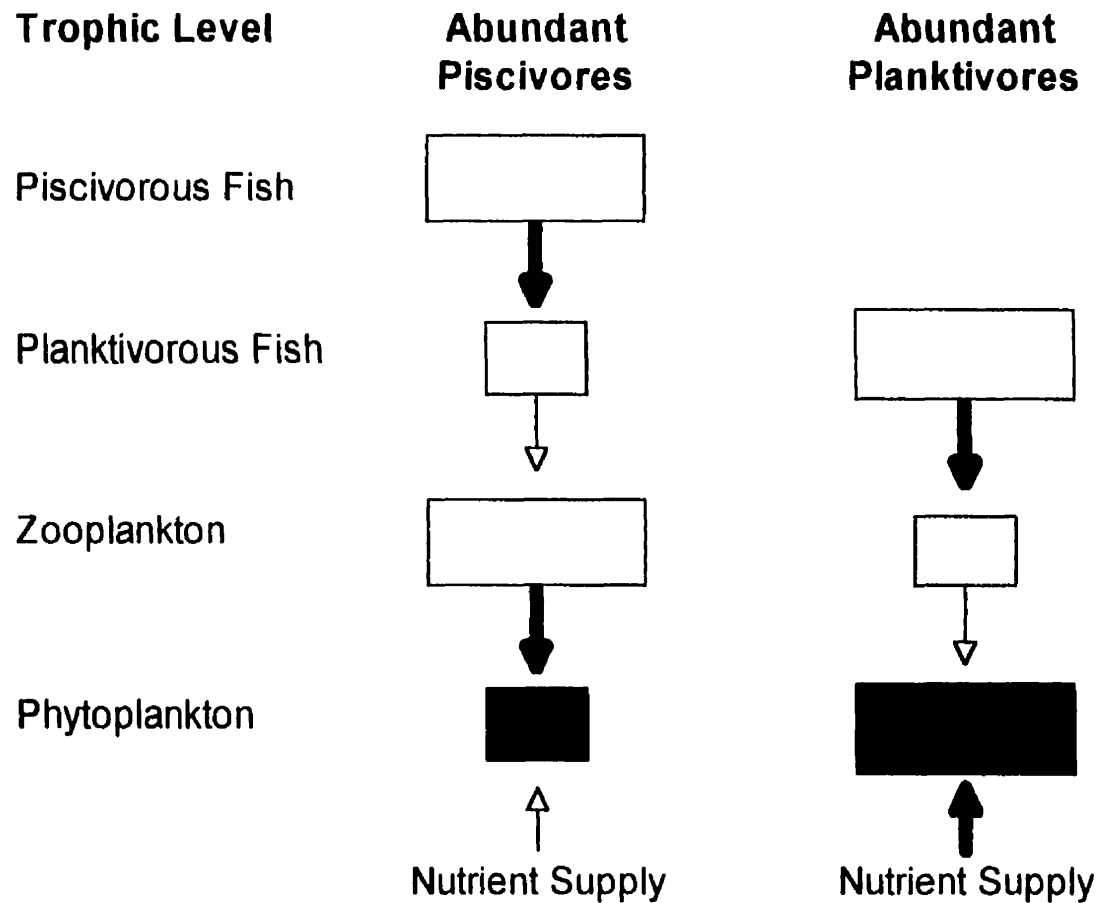 Trophic Level
Abundant
Piscivores
Abundant
Planktivores
Piscivorous Fish
Planktivorous Fish
Zooplankton
Phytoplankton
Nutrient Supply
Nutrient Supply